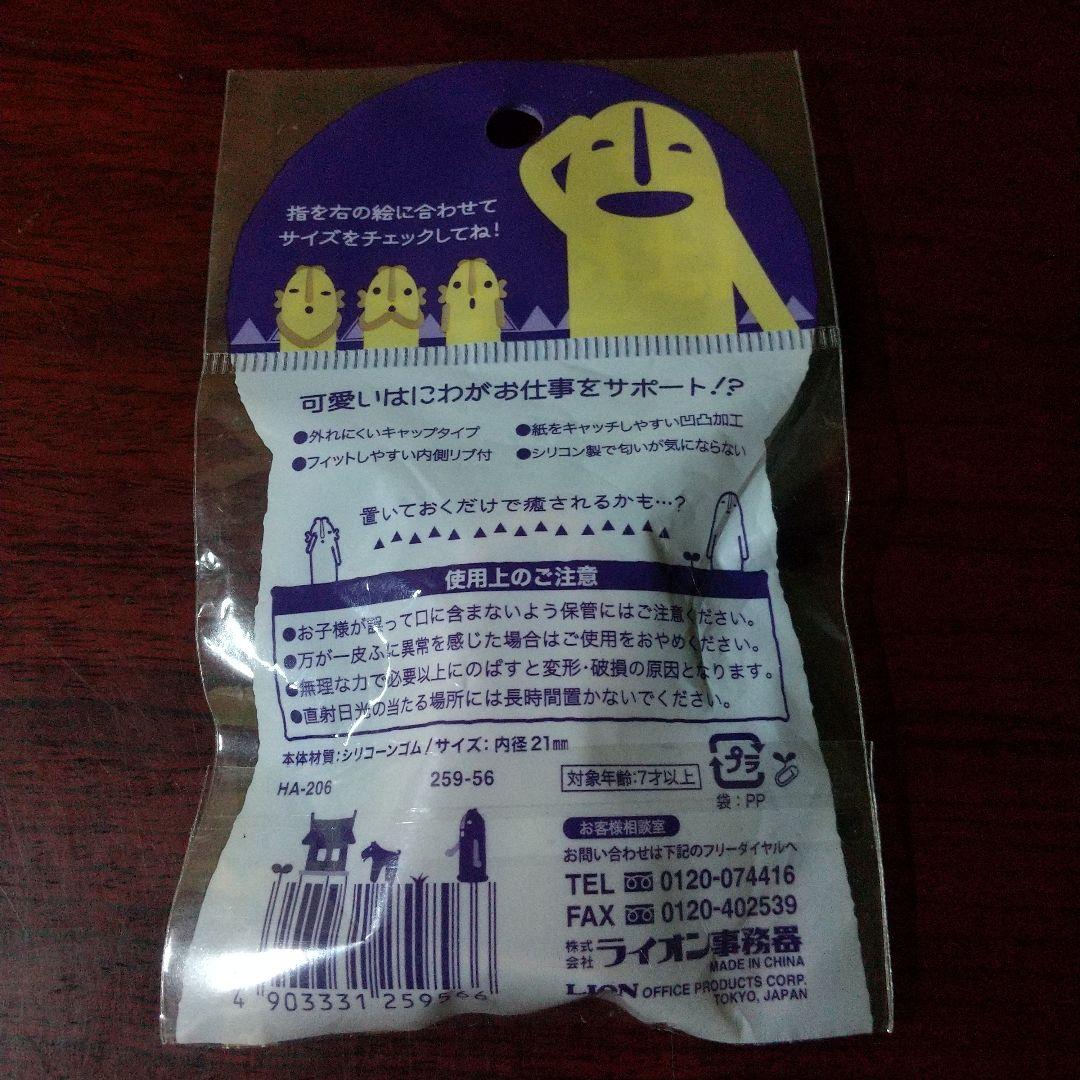 指を右の絵に合わせて
サイズをチェックしてね!
可愛いはにわがお仕事をサポート!?
●外れにくいキャップタイプ ●紙をキャッチしやすい凹凸加工
●フィットしやすい内側リブ付 ●シリコン製で匂いが気にならない
置いておくだけで癒されるかも…?
使用上のご注意
●お子様が誤って口に含まないよう保管にはご注意ください。
●万が一皮ふに異常を感じた場合はご使用をおやめください。
●無理な力で必要以上にのばすと変形・破損の原因となります。
●直射日光の当たる場所には長時間置かないでください。
本体材質:シリコーンゴム/サイズ:内径21mm
HA-206 259-56 対象年齢:7才以上 プラ
袋:PP
お客様相談室
お問い合わせは下記のフリーダイヤルへ
TEL 0120-074416
FAX 0120-402539
株式会社 ライオン事務器
MADE IN CHINA
LION OFFICE PRODUCTS CORP.
TOKYO, JAPAN
4 903331 259566